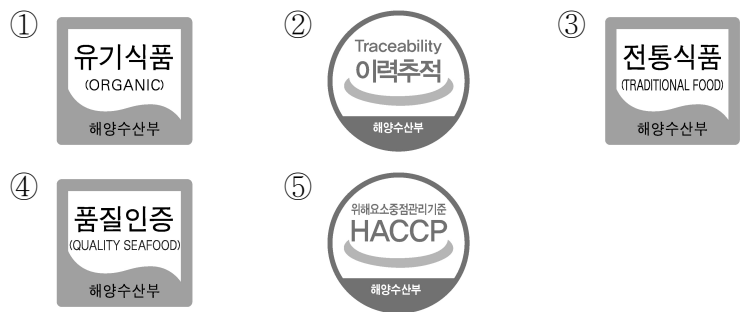 ①
유기식품
(ORGANIC)
해양수산부
②
Traceability
이력추적
해양수산부
③
전통식품
(TRADITIONAL FOOD)
해양수산부
④
품질인증
(QUALITY SEAFOOD)
해양수산부
⑤
위해요소중점관리기준
HACCP
해양수산부